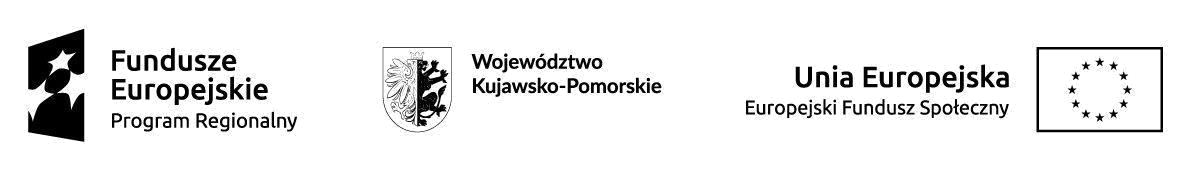 Fundusze
Europejskie
Program Regionalny
Województwo
Kujawsko-Pomorskie
Unia Europejska
Europejski Fundusz Społeczny